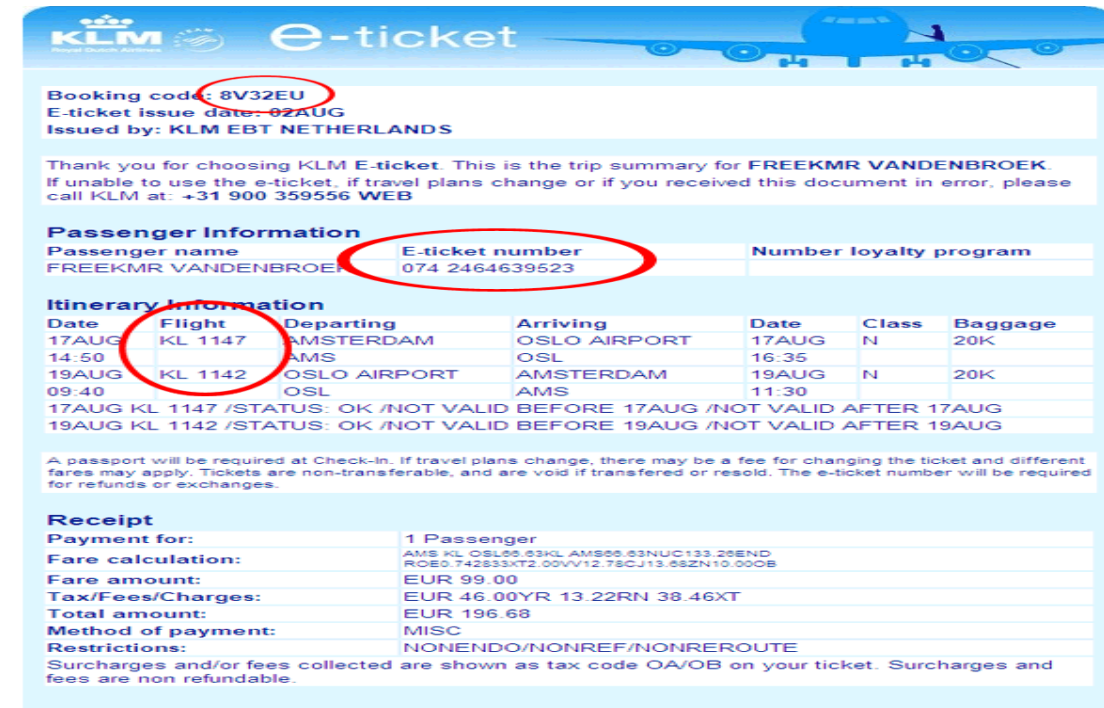 KLM
Royal Dutch Airlines
e-ticket
Booking code: 8V32EU
E-ticket issue date: 02AUG
Issued by: KLM EBT NETHERLANDS
Thank you for choosing KLM E-ticket. This is the trip summary for FREEKMR VANDENBROEK.
If unable to use the e-ticket, if travel plans change or if you received this document in error, please
call KLM at: +31 900 359556 WEB
Passenger Information
Passenger name E-ticket number Number loyalty program
FREEKMR VANDENBROEK 074 2464639523
Itinerary Information
Date Flight Departing Arriving Date Class Baggage
17AUG KL 1147 AMSTERDAM OSLO AIRPORT 17AUG N 20K
14:50 AMS OSL 16:35
19AUG KL 1142 OSLO AIRPORT AMSTERDAM 19AUG N 20K
09:40 OSL AMS 11:30
17AUG KL 1147 /STATUS: OK /NOT VALID BEFORE 17AUG /NOT VALID AFTER 17AUG
19AUG KL 1142 /STATUS: OK /NOT VALID BEFORE 19AUG /NOT VALID AFTER 19AUG
A passport will be required at Check-In. If travel plans change, there may be a fee for changing the ticket and different
fares may apply. Tickets are non-transferable, and are void if transfered or resold. The e-ticket number will be required
for refunds or exchanges.
Receipt
Payment for: 1 Passenger
Fare calculation: AMS KL OSL66.63KL AMS66.63NUC133.26END
ROE0.742833XT2.00VV12.78CJ13.68ZN10.00OB
Fare amount: EUR 99.00
Tax/Fees/Charges: EUR 46.00YR 13.22RN 38.46XT
Total amount: EUR 196.68
Method of payment: MISC
Restrictions: NONENDO/NONREF/NONREROUTE
Surcharges and/or fees collected are shown as tax code OA/OB on your ticket. Surcharges and
fees are non refundable.